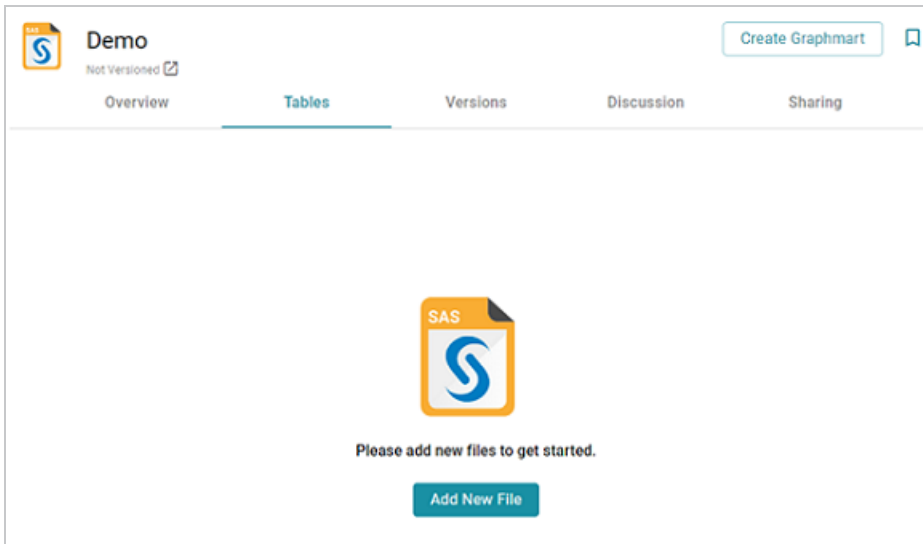 SAS
Demo
Create Graphmart
Not Versioned
Overview Tables Versions Discussion Sharing
SAS
Please add new files to get started.
Add New File